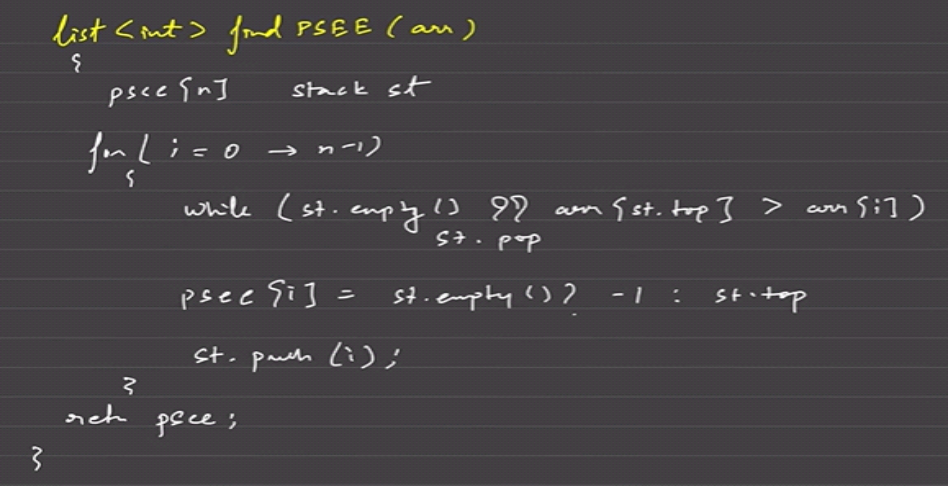 list <int> find PSEE (arr)
{
psee [n] stack st
for ( i = 0 → n-1)
{
while ( st.empty () && arr [st.top] > arr [i] )
st. pop
psee [i] = st.empty () ? -1 : st.top
st. push (i) ;
}
retn psee ;
}